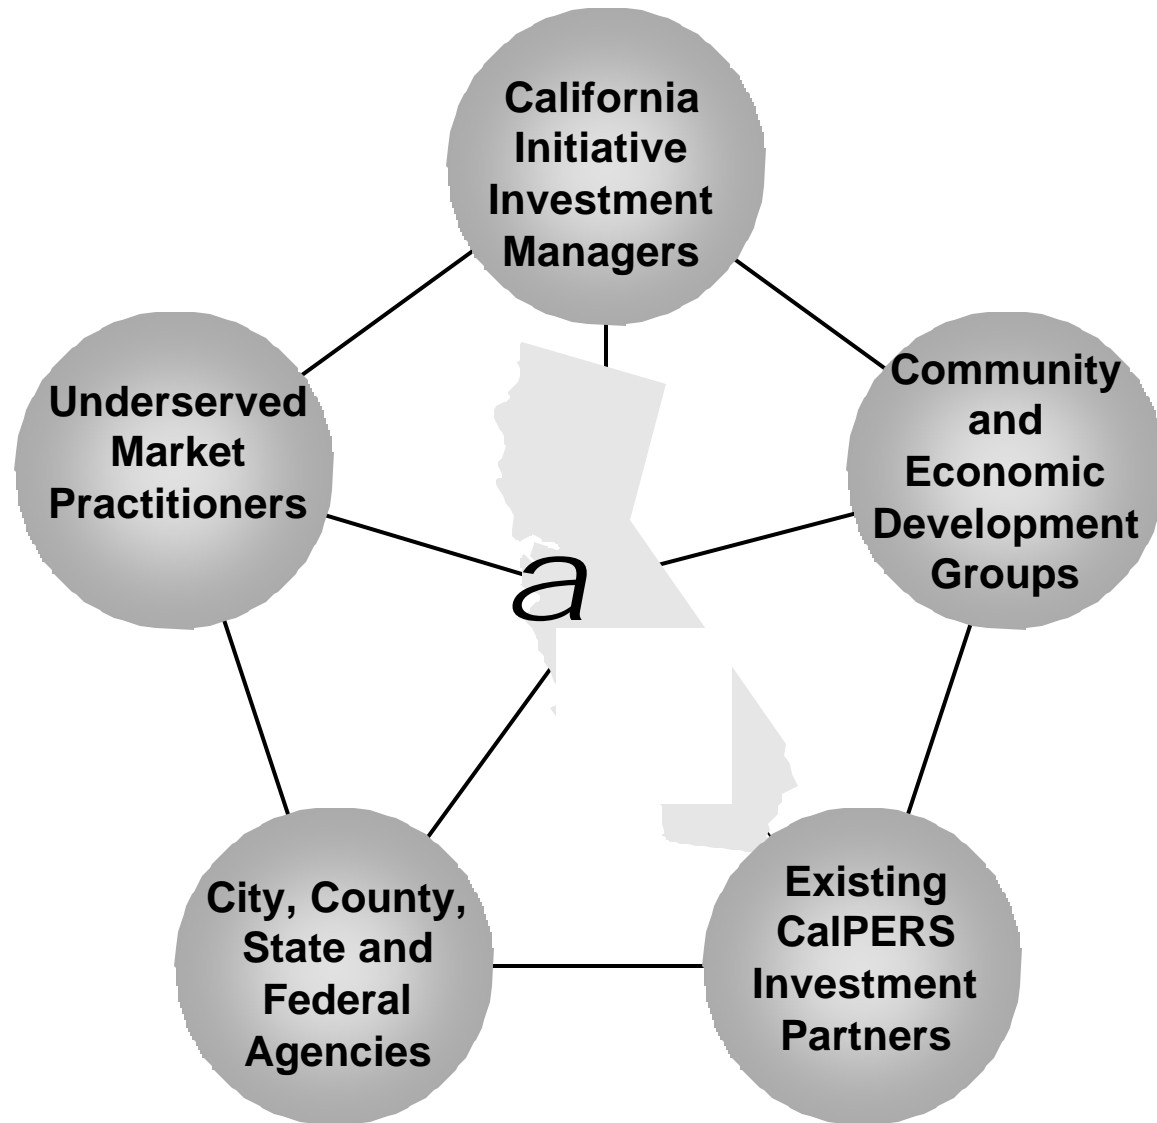 California
Initiative
Investment
Managers
Underserved
Market
Practitioners
Community
and
Economic
Development
Groups
a
City, County,
State and
Federal
Agencies
Existing
CalPERS
Investment
Partners